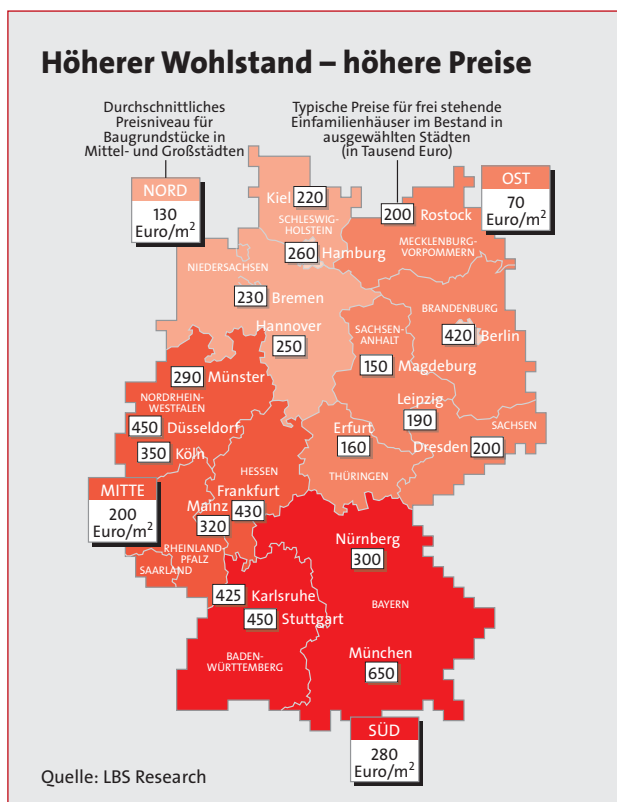 Höherer Wohlstand – höhere Preise
Durchschnittliches
Preisniveau für
Baugrundstücke in
Mittel- und Großstädten
Typische Preise für frei stehende
Einfamilienhäuser im Bestand in
ausgewählten Städten
(in Tausend Euro)
NORD
130
Euro/m²
OST
70
Euro/m²
Kiel 220
SCHLESWIG-
HOLSTEIN
200 Rostock
MECKLENBURG-
VORPOMMERN
260 Hamburg
NIEDERSACHSEN
230 Bremen
Hannover
250
BRANDENBURG
420 Berlin
SACHSEN-
ANHALT
150 Magdeburg
290 Münster
NORDRHEIN-
WESTFALEN
450 Düsseldorf
350 Köln
Leipzig
190
SACHSEN
Dresden 200
Erfurt
160
THÜRINGEN
HESSEN
Frankfurt
430
Mainz
320
MITTE
200
Euro/m²
RHEINLAND-
PFALZ
SAARLAND
Nürnberg
300
BAYERN
425 Karlsruhe
450 Stuttgart
BADEN-
WÜRTTEMBERG
München
650
SÜD
280
Euro/m²
Quelle: LBS Research